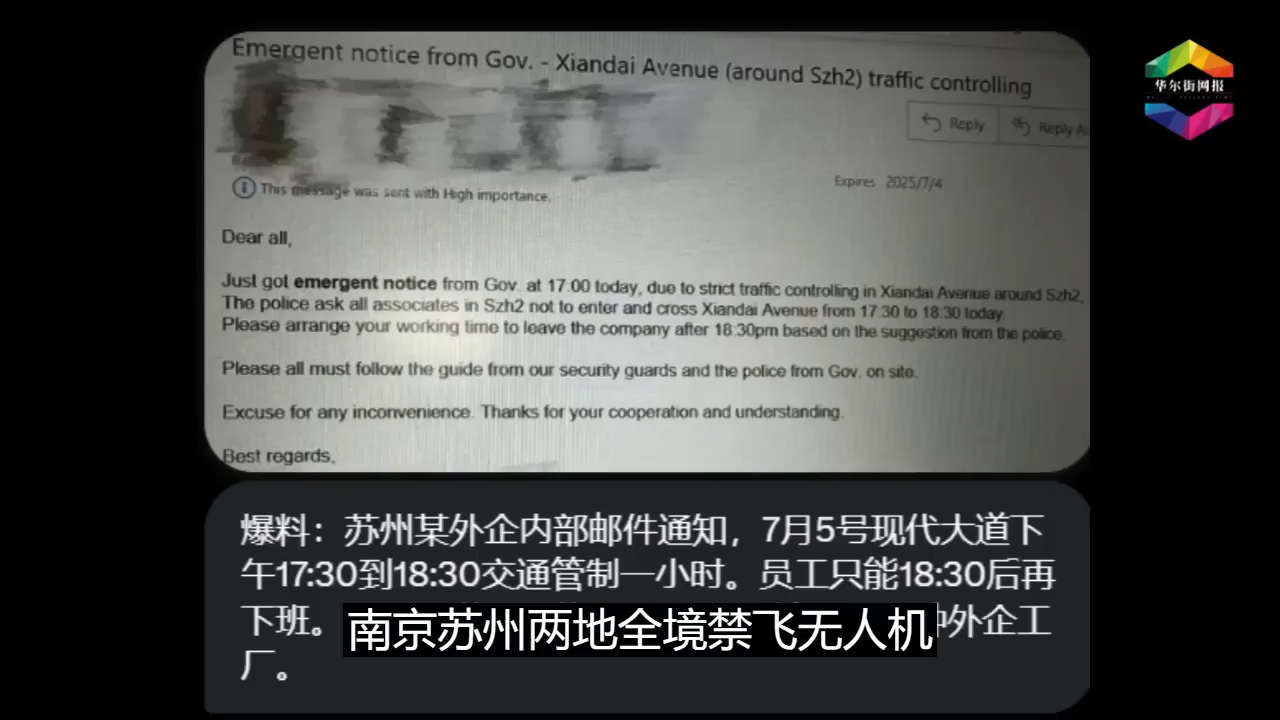 Emergent notice from Gov. - Xiandai Avenue (around Szh2) traffic controlling
华尔街网报
Reply
Reply
This message was sent with High importance.
Expires 2025/7/4
Dear all,
Just got emergent notice from Gov. at 17:00 today, due to strict traffic controlling in Xiandai Avenue around Szh2,
The police ask all associates in Szh2 not to enter and cross Xiandai Avenue from 17:30 to 18:30 today.
Please arrange your working time to leave the company after 18:30pm based on the suggestion from the police.
Please all must follow the guide from our security guards and the police from Gov. on site.
Excuse for any inconvenience. Thanks for your cooperation and understanding.
Best regards,
爆料：苏州某外企内部邮件通知，7月5号现代大道下
午17:30到18:30交通管制一小时。员工只能18:30后再
下班。 外企工
厂。
南京苏州两地全境禁飞无人机